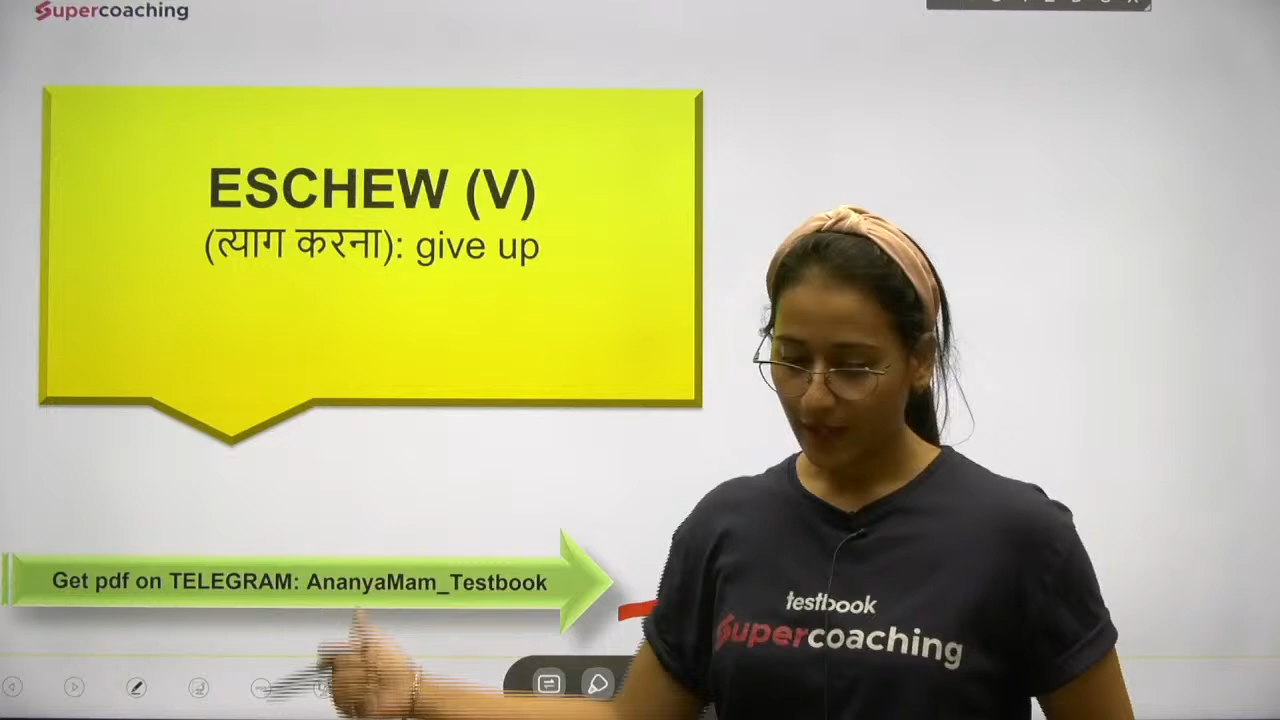 Supercoaching
ESCHEW (V)
(त्याग करना): give up
Get pdf on TELEGRAM: AnanyaMam_Testbook
testbook
Supercoaching